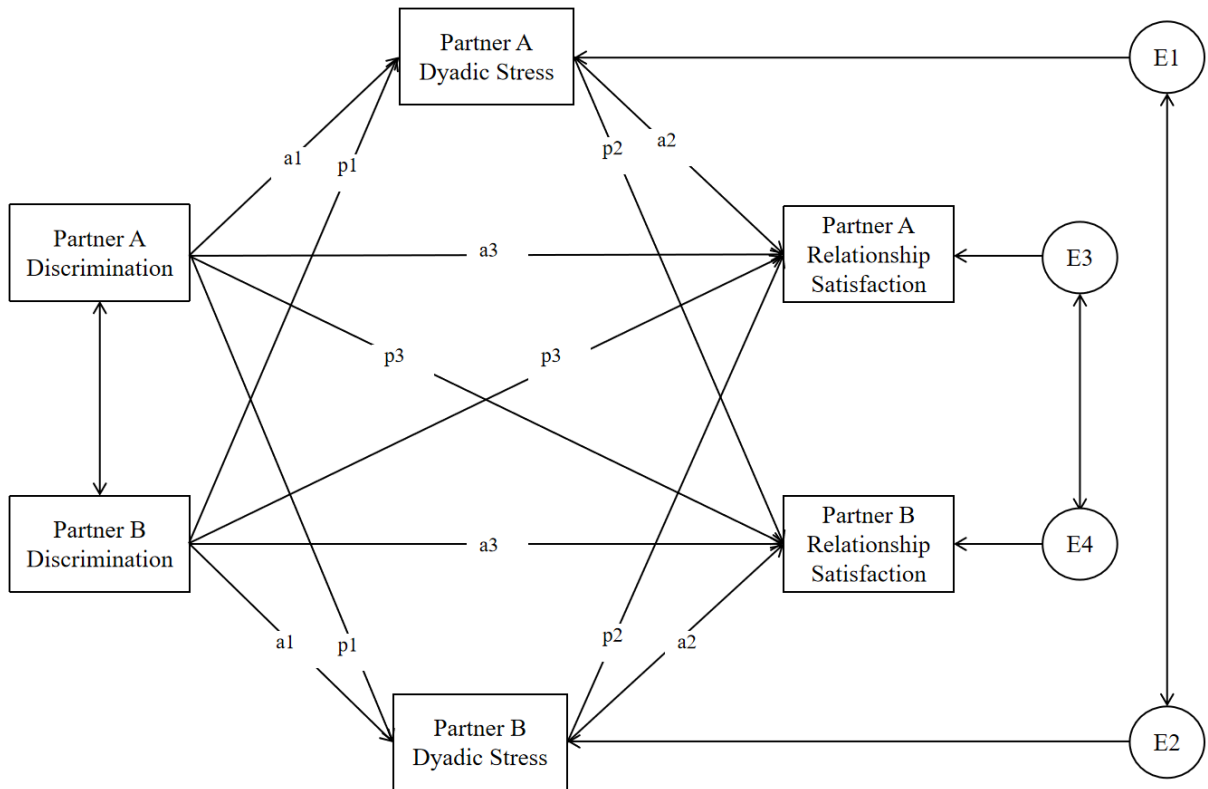 Partner A
Dyadic Stress
E1
a1
p1
p2
a2
Partner A
Discrimination
a3
Partner A
Relationship
Satisfaction
E3
p3
p3
Partner B
Discrimination
a3
Partner B
Relationship
Satisfaction
E4
a1
p1
p2
a2
Partner B
Dyadic Stress
E2